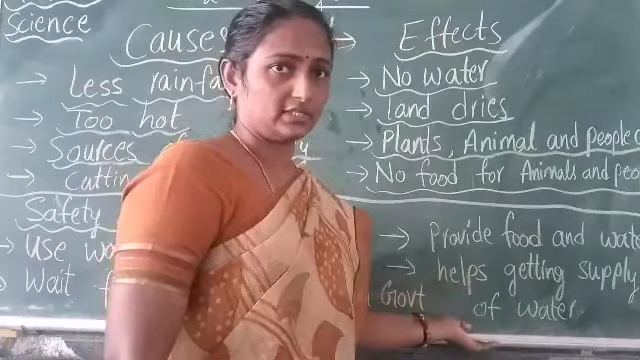 Science
Causes
→ Less rainfa
→ Too hot
→ Sources
→ Cuttin
Safety
→ Use wa
→ Wait f
→ Effects
→ No water
→ land dries
→ Plants, Animal and people
→ No food for Animals and peo
→ Provide food and wate
→ helps getting supply
Govt of water.